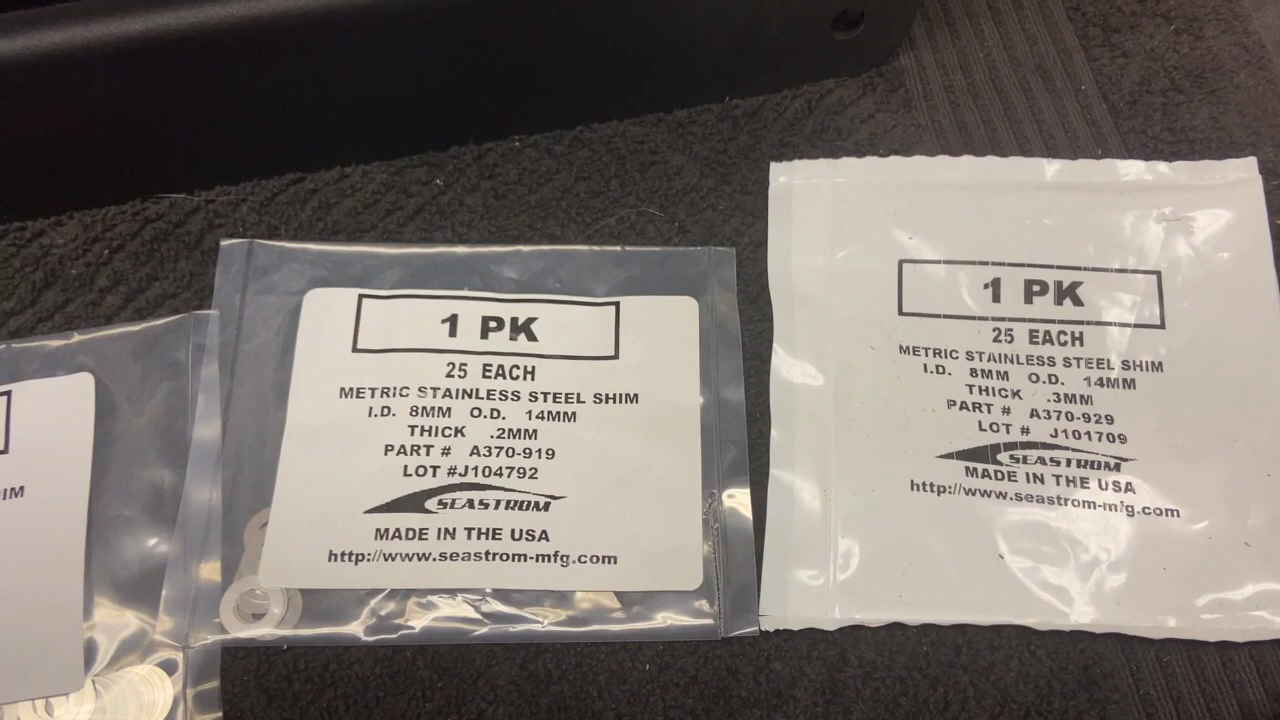 IM
1 PK
25 EACH
METRIC STAINLESS STEEL SHIM
I.D. 8MM O.D. 14MM
THICK .2MM
PART # A370-919
LOT #J104792
SEASTROM
MADE IN THE USA
http://www.seastrom-mfg.com
1 PK
25 EACH
METRIC STAINLESS STEEL SHIM
I.D. 8MM O.D. 14MM
THICK .3MM
PART # A370-929
LOT # J101709
SEASTROM
MADE IN THE USA
http://www.seastrom-mfg.com